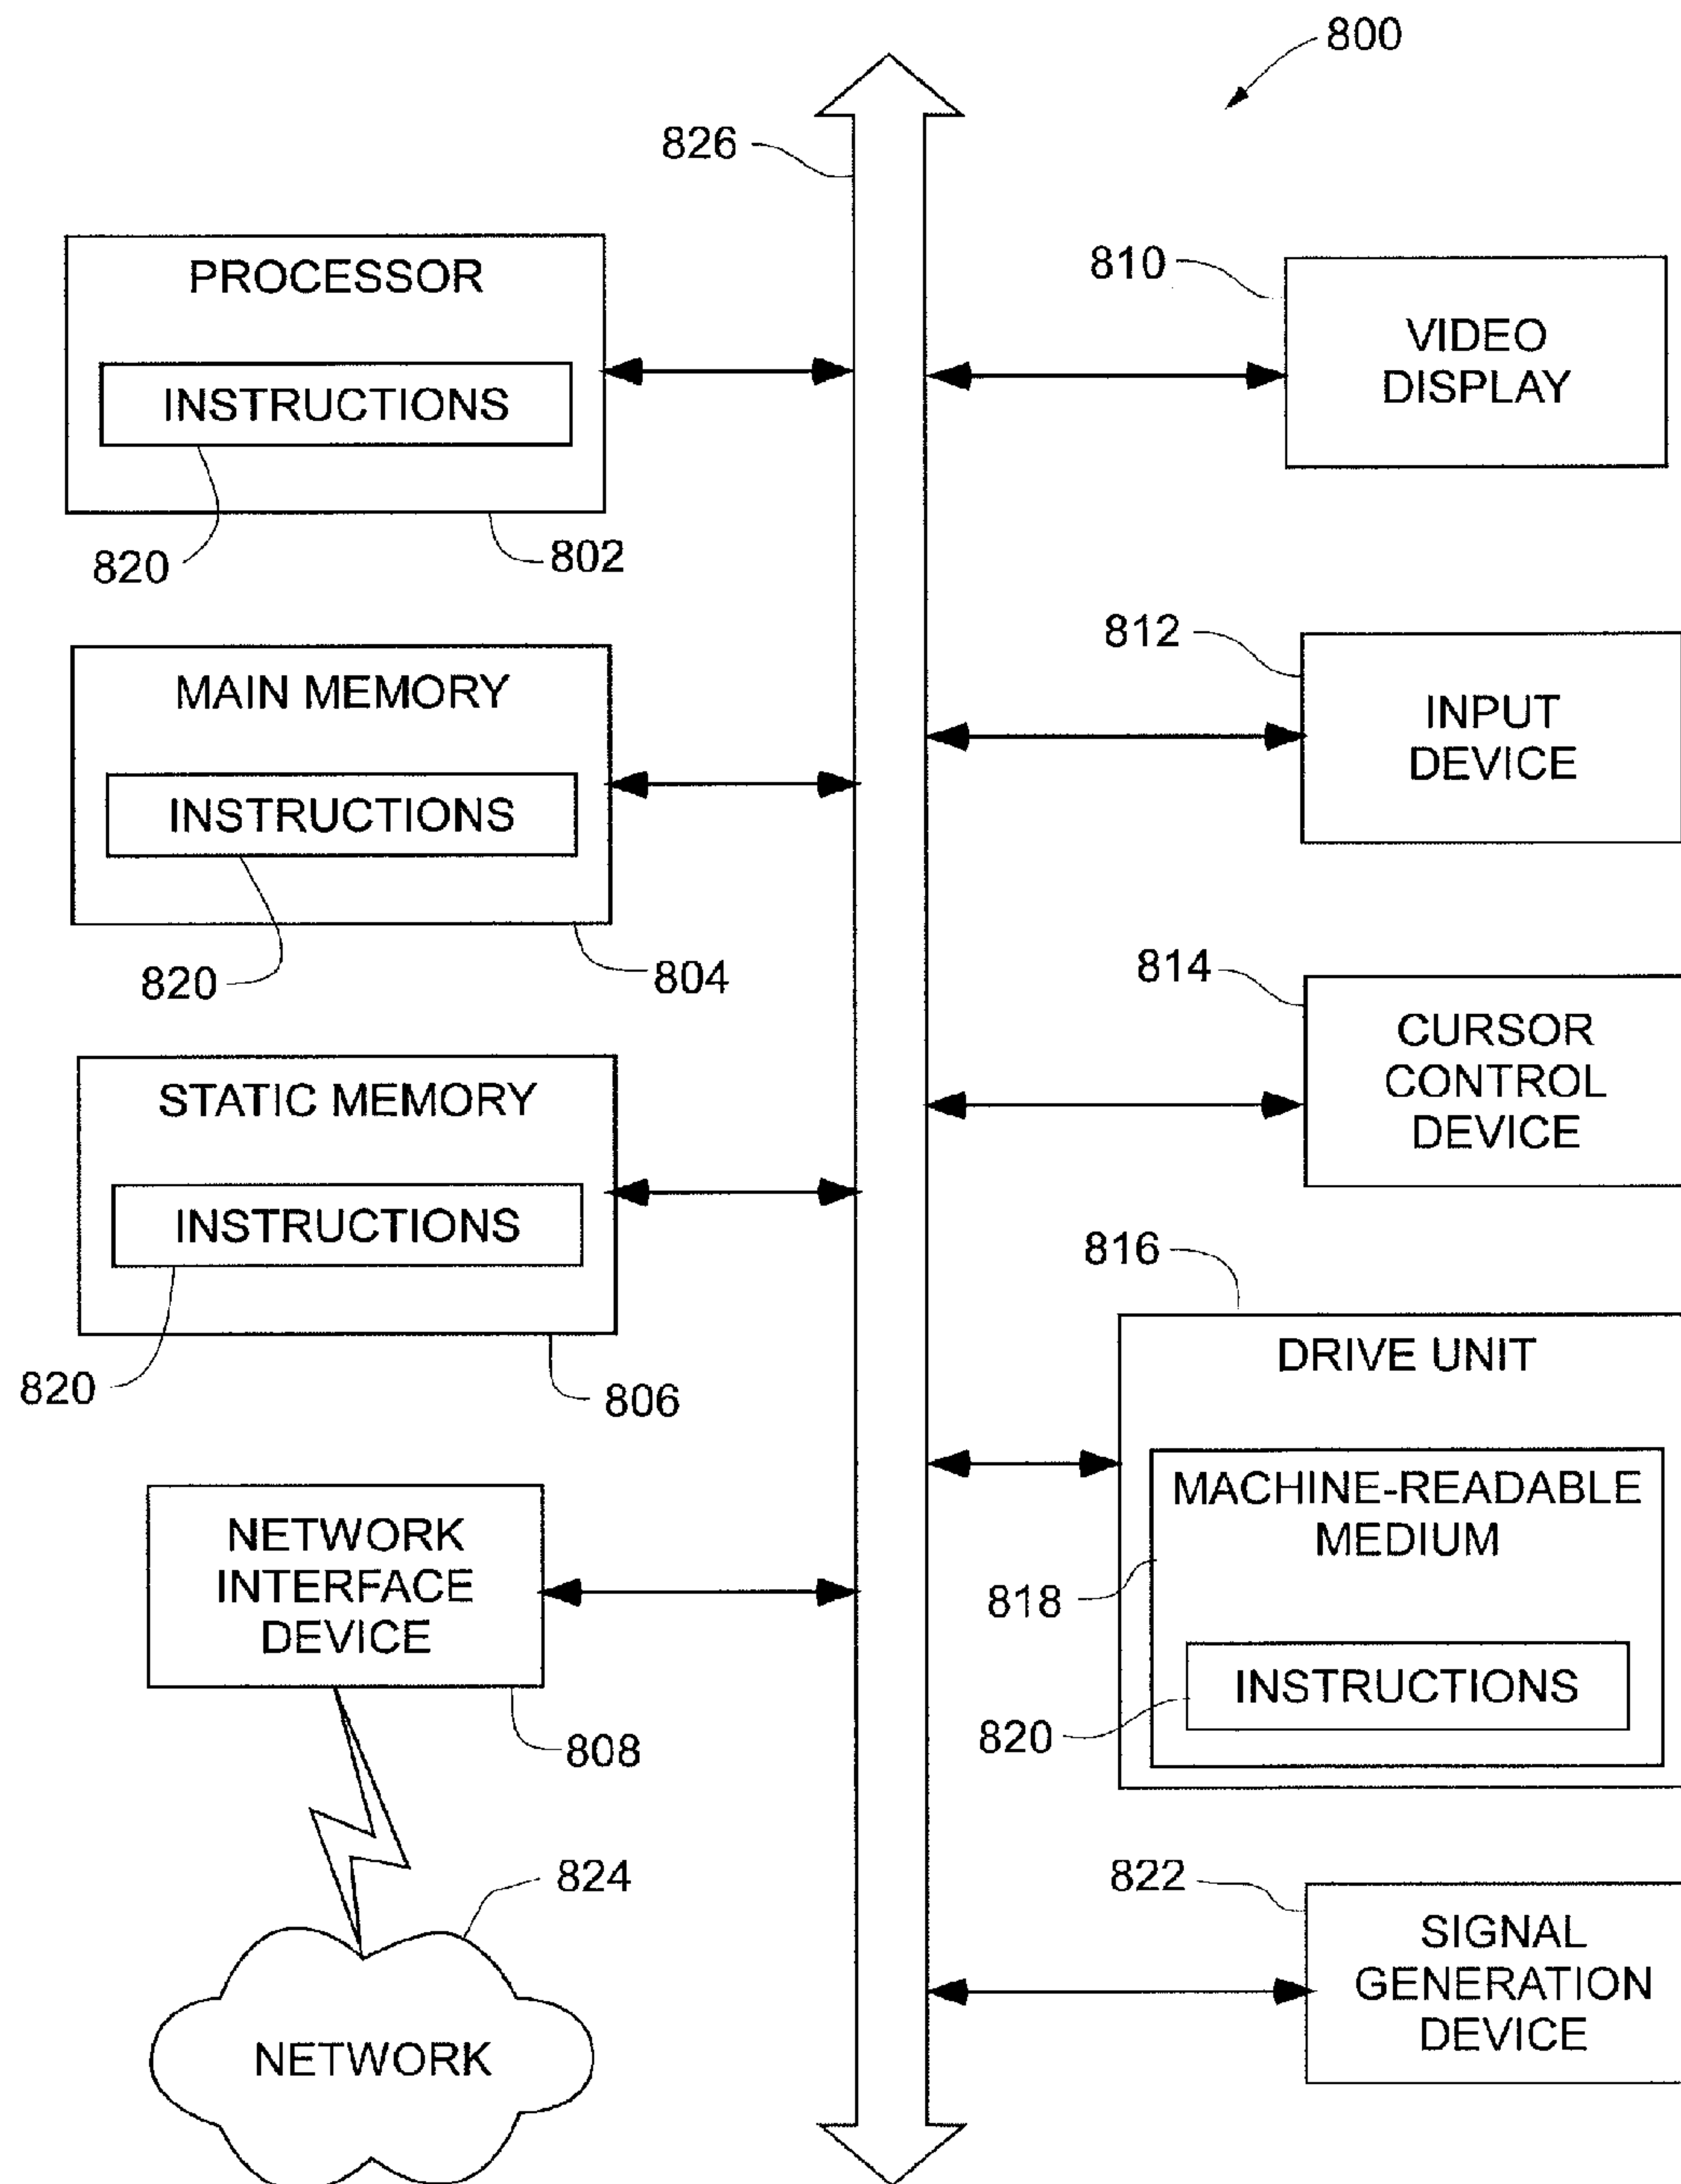 800
826
PROCESSOR
INSTRUCTIONS
820
802
MAIN MEMORY
INSTRUCTIONS
820
804
STATIC MEMORY
INSTRUCTIONS
820
806
NETWORK
INTERFACE
DEVICE
808
824
NETWORK
810
VIDEO
DISPLAY
812
INPUT
DEVICE
814
CURSOR
CONTROL
DEVICE
816
DRIVE UNIT
MACHINE-READABLE
MEDIUM
818
INSTRUCTIONS
820
822
SIGNAL
GENERATION
DEVICE